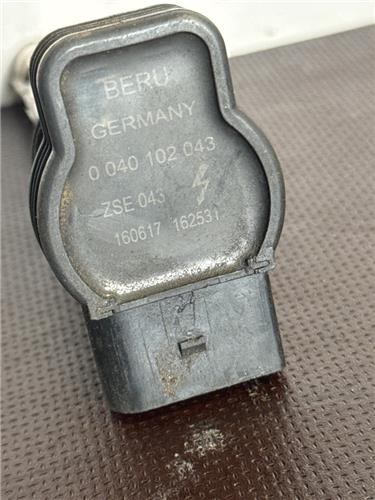 BERU
GERMANY
0 040 102 043
ZSE 043
160617 162531